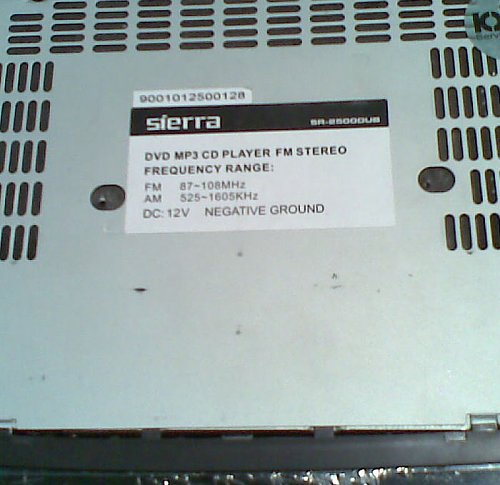 9001012500128
sierra
SR-2500DUB
DVD MP3 CD PLAYER FM STEREO
FREQUENCY RANGE:
FM 87~108MHz
AM 525~1605KHz
DC: 12V NEGATIVE GROUND